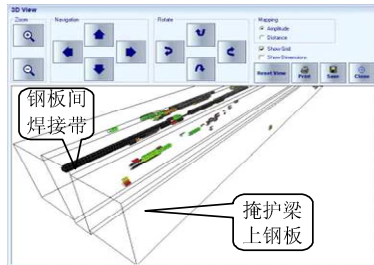 3D View
Zoom
Navigation
Rotate
Mapping
Amplitude
Distance
Show Grid
Show Dimensions
Reset View
Print
Save
Close
钢板间
焊接带
掩护梁
上钢板